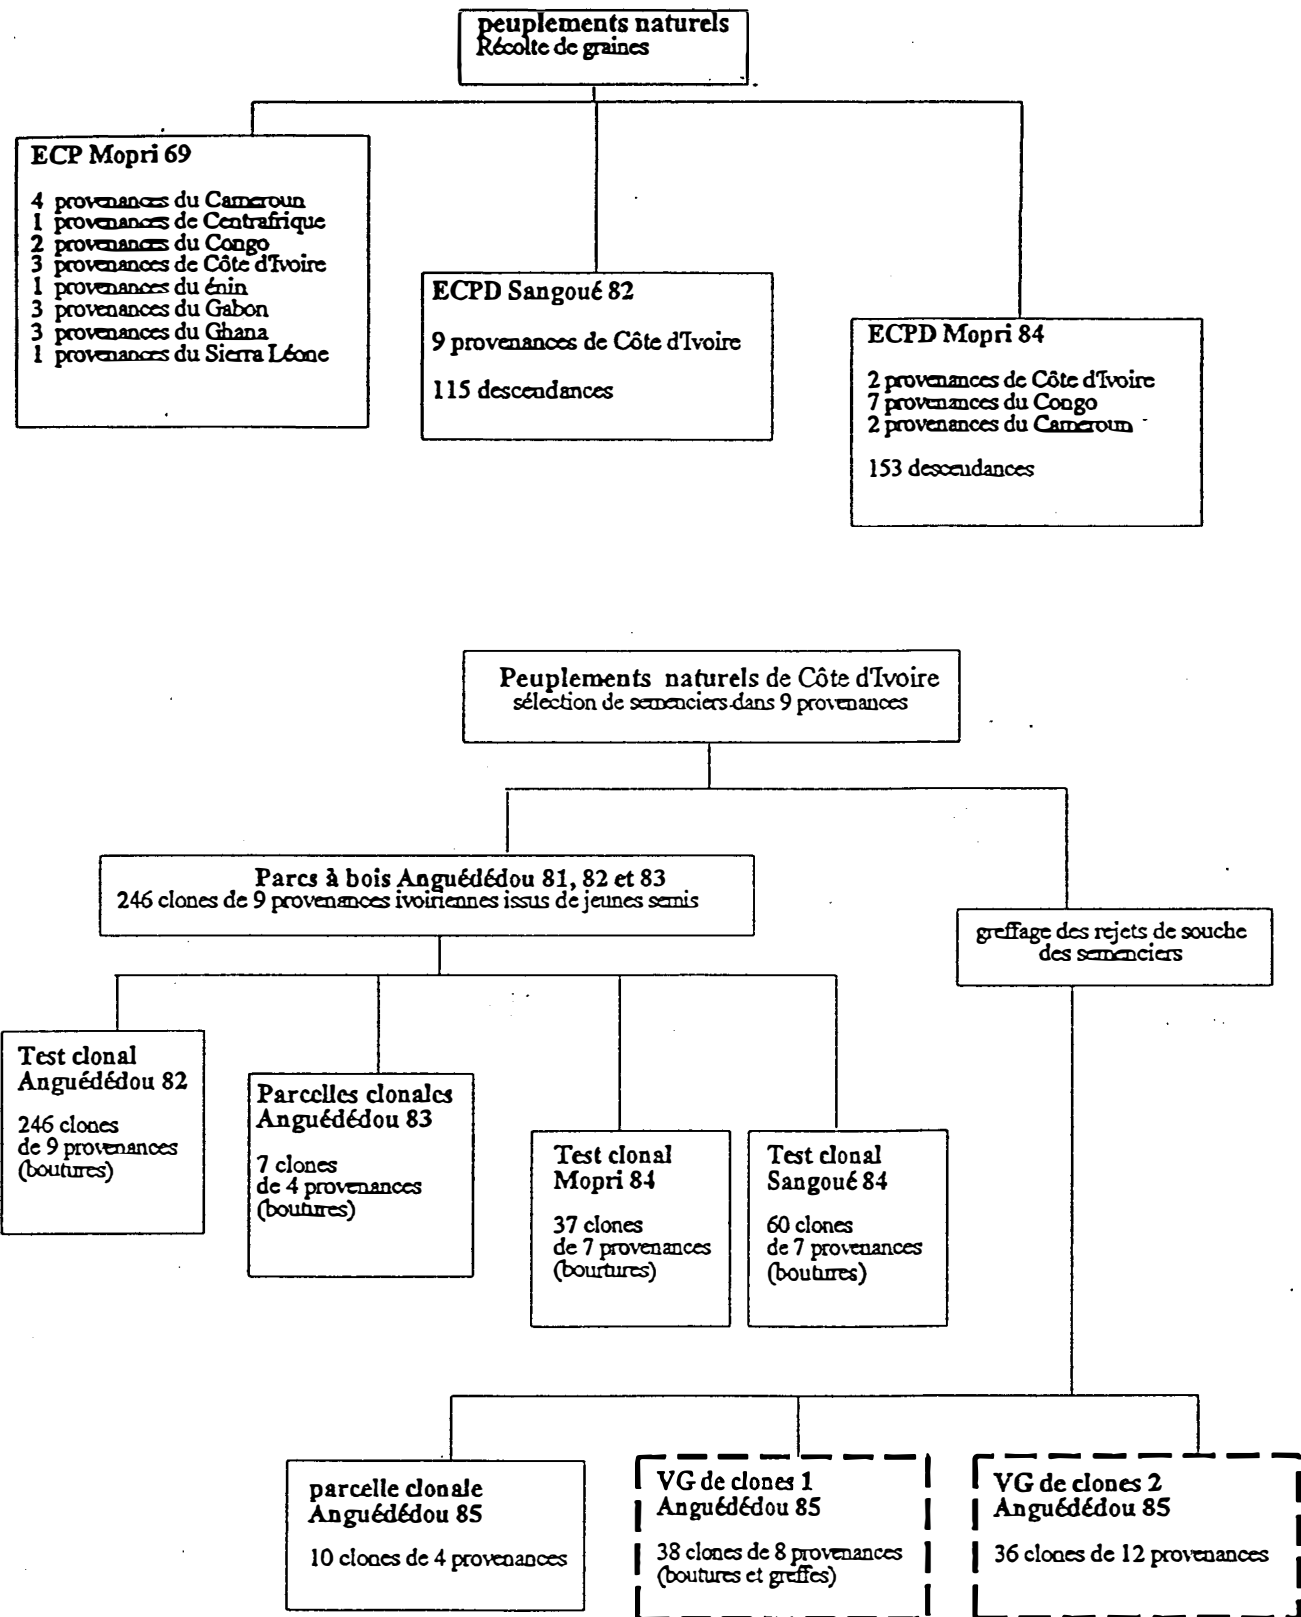 peuplements naturels
Récolte de graines
ECP Mopri 69
4 provenances du Cameroun
1 provenances de Centrafrique
2 provenances du Congo
3 provenances de Côte d'Ivoire
1 provenances du énin
3 provenances du Gabon
3 provenances du Ghana
1 provenances du Sierra Léone
ECPD Sangoué 82
9 provenances de Côte d'Ivoire
115 descendances
ECPD Mopri 84
2 provenances de Côte d'Ivoire
7 provenances du Congo
2 provenances du Cameroun
153 descendances
Peuplements naturels de Côte d'Ivoire
sélection de semenciers dans 9 provenances
Parcs à bois Anguédédou 81, 82 et 83
246 clones de 9 provenances ivoiriennes issus de jeunes semis
greffage des rejets de souche
des semenciers
Test clonal
Anguédédou 82
246 clones
de 9 provenances
(boutures)
Parcelles clonales
Anguédédou 83
7 clones
de 4 provenances
(boutures)
Test clonal
Mopri 84
37 clones
de 7 provenances
(bourtures)
Test clonal
Sangoué 84
60 clones
de 7 provenances
(boutures)
parcelle clonale
Anguédédou 85
10 clones de 4 provenances
VG de clones 1
Anguédédou 85
38 clones de 8 provenances
(boutures et greffes)
VG de clones 2
Anguédédou 85
36 clones de 12 provenances